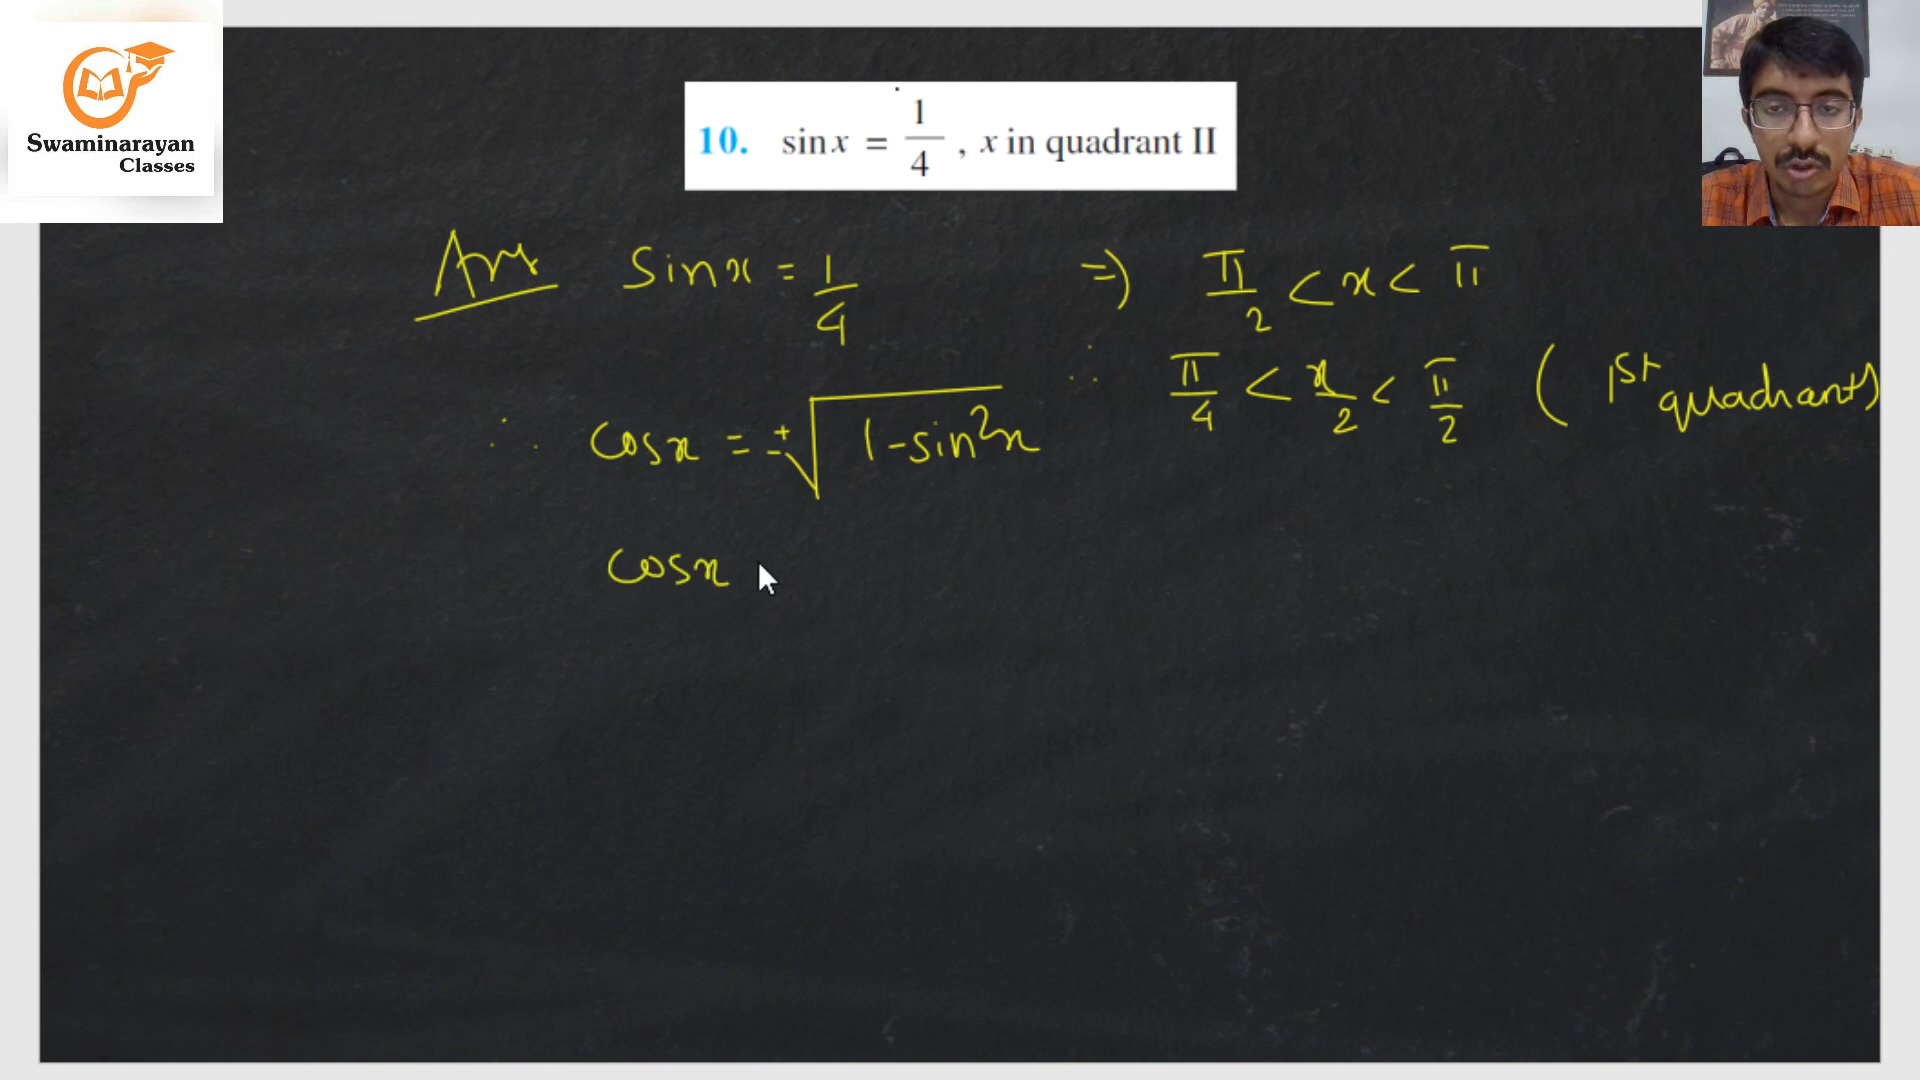 Swaminarayan
Classes
10. sin x = 1/4 , x in quadrant II
Ans sin x = 1/4 ⇒ π/2 < x < π
∴ π/4 < x/2 < π/2 ( 1st quadrant)
∴ cos x = ±√(1-sin²x)
cos x